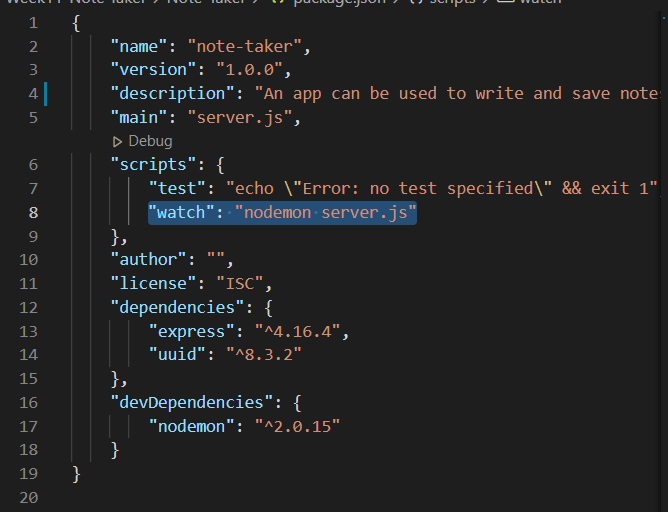 Week11-Note-Taker > Note-Taker > {} package.json > {} scripts > watch
1 {
2 "name": "note-taker",
3 "version": "1.0.0",
4 "description": "An app can be used to write and save note
5 "main": "server.js",
Debug
6 "scripts": {
7 "test": "echo \"Error: no test specified\" && exit 1"
8 "watch": "nodemon server.js"
9 },
10 "author": "",
11 "license": "ISC",
12 "dependencies": {
13 "express": "^4.16.4",
14 "uuid": "^8.3.2"
15 },
16 "devDependencies": {
17 "nodemon": "^2.0.15"
18 }
19 }
20